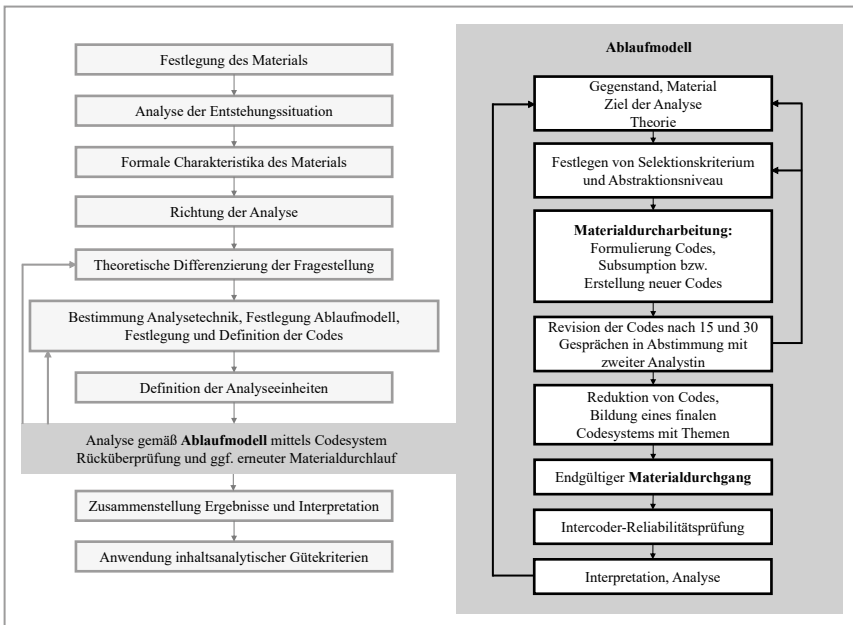 Festlegung des Materials
Analyse der Entstehungssituation
Formale Charakteristika des Materials
Richtung der Analyse
Theoretische Differenzierung der Fragestellung
Bestimmung Analysetechnik, Festlegung Ablaufmodell,
Festlegung und Definition der Codes
Definition der Analyseeinheiten
Analyse gemäß Ablaufmodell mittels Codesystem
Rücküberprüfung und ggf. erneuter Materialdurchlauf
Zusammenstellung Ergebnisse und Interpretation
Anwendung inhaltsanalytischer Gütekriterien
Ablaufmodell
Gegenstand, Material
Ziel der Analyse
Theorie
Festlegen von Selektionskriterium
und Abstraktionsniveau
Materialdurcharbeitung:
Formulierung Codes,
Subsumption bzw.
Erstellung neuer Codes
Revision der Codes nach 15 und 30
Gesprächen in Abstimmung mit
zweiter Analystin
Reduktion von Codes,
Bildung eines finalen
Codesystems mit Themen
Endgültiger Materialdurchgang
Intercoder-Reliabilitätsprüfung
Interpretation, Analyse